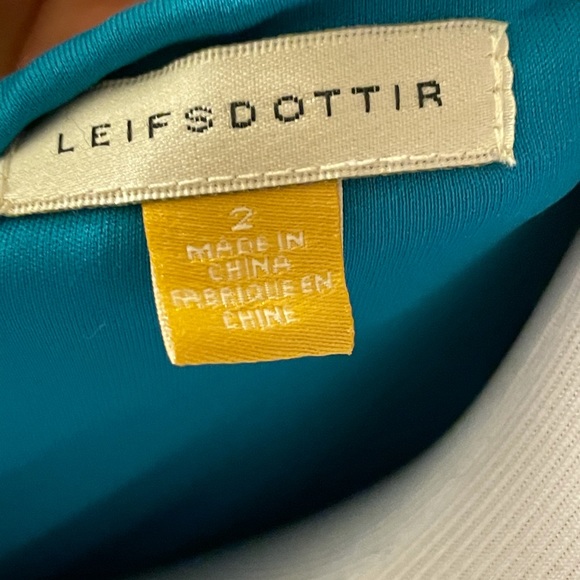 LEIFSDOTTIR
2
MADE IN
CHINA
FABRIQUE EN
CHINE